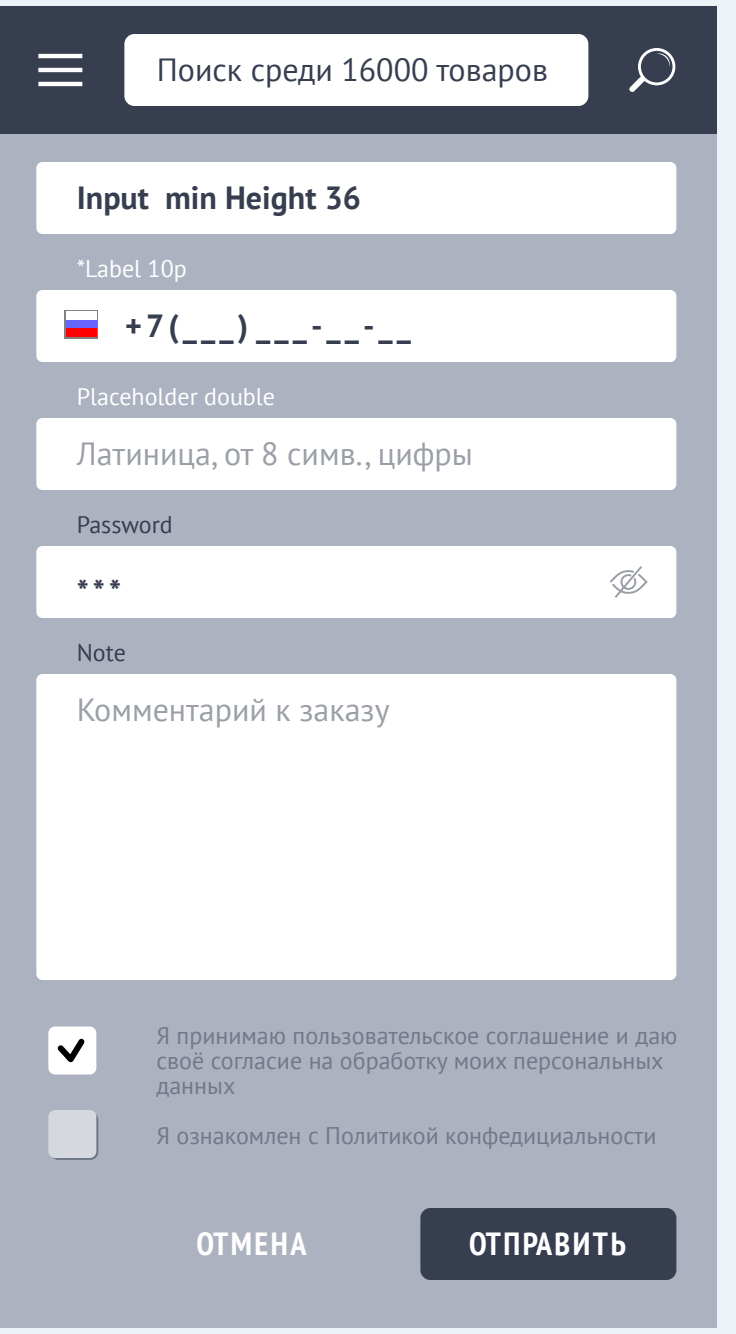 Поиск среди 16000 товаров
Input min Height 36
*Label 10p
+7(___)___-__-__
Placeholder double
Латиница, от 8 симв., цифры
Password
***
Note
Комментарий к заказу
Я принимаю пользовательское соглашение и даю
своё согласие на обработку моих персональных
данных
Я ознакомлен с Политикой конфедициальности
ОТМЕНА
ОТПРАВИТЬ